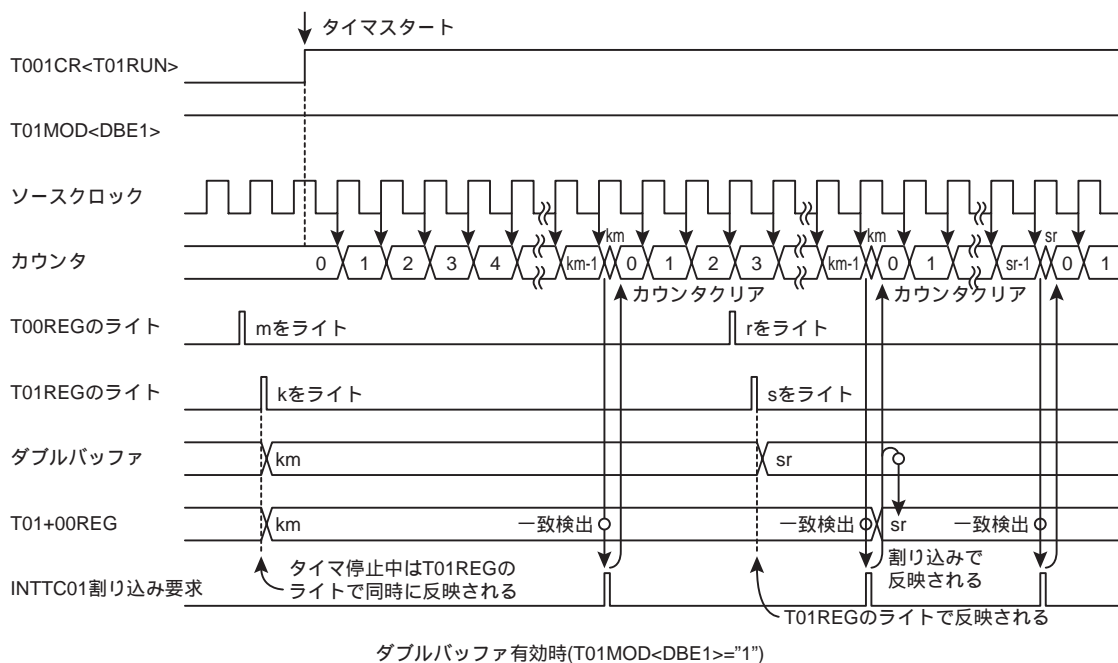 タイマスタート
T001CR<T01RUN>
T01MOD<DBE1>
ソースクロック
km km sr
カウンタ 0 1 2 3 4 km-1 0 1 2 3 km-1 0 1 sr-1 0 1
カウンタクリア カウンタクリア
T00REGのライト mをライト rをライト
T01REGのライト kをライト sをライト
ダブルバッファ km sr
T01+00REG km 一致検出 一致検出 sr 一致検出
タイマ停止中はT01REGの
ライトで同時に反映される
割り込みで
反映される
INTTC01割り込み要求
T01REGのライトで反映される
ダブルバッファ有効時(T01MOD<DBE1>="1")